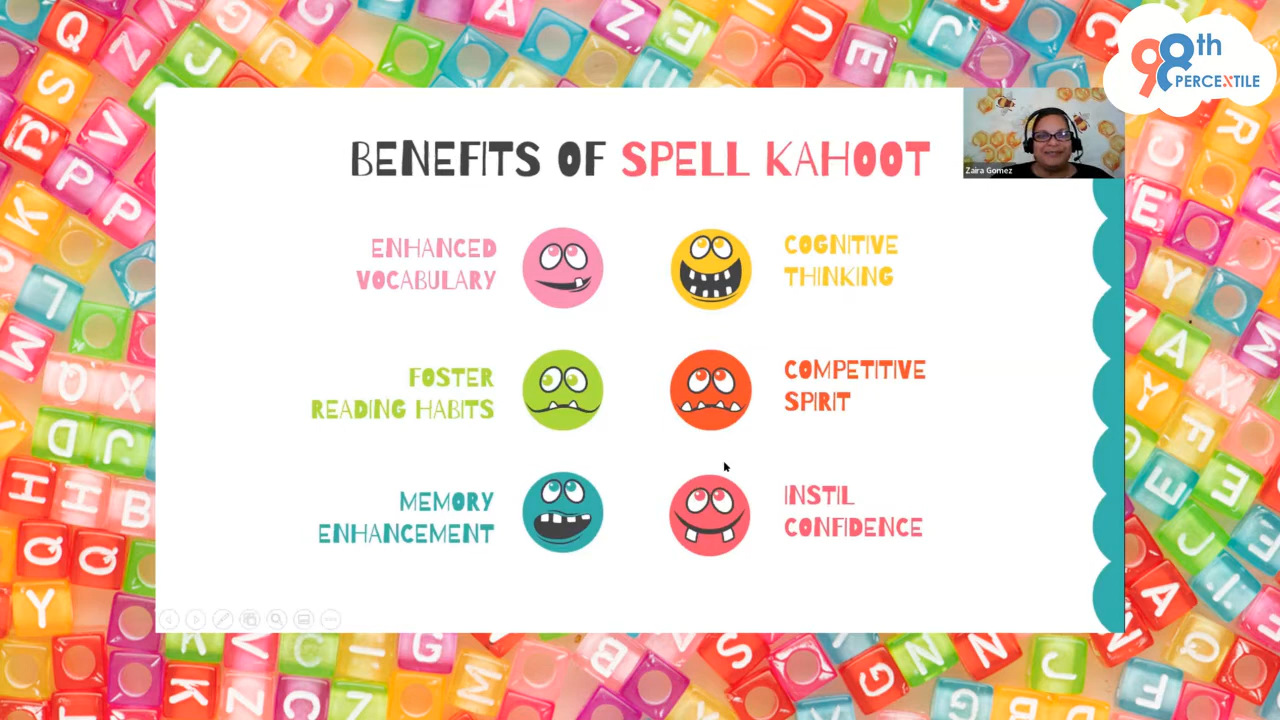 98th
PERCEXTILE
BENEFITS OF SPELL KAHOOT
Zaira Gomez
ENHANCED
VOCABULARY
COGNITIVE
THINKING
FOSTER
READING HABITS
COMPETITIVE
SPIRIT
MEMORY
ENHANCEMENT
INSTIL
CONFIDENCE